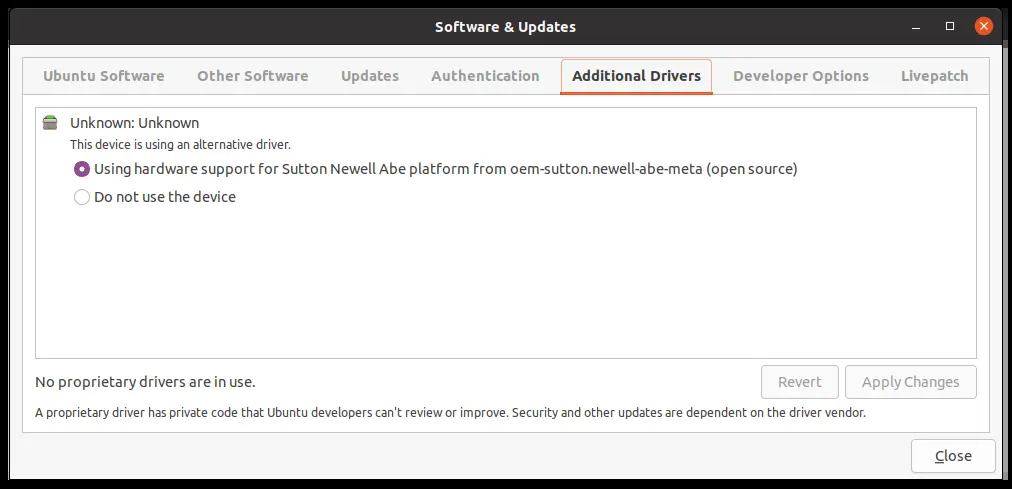 Software & Updates
Ubuntu Software Other Software Updates Authentication Additional Drivers Developer Options Livepatch
Unknown: Unknown
This device is using an alternative driver.
Using hardware support for Sutton Newell Abe platform from oem-sutton.newell-abe-meta (open source)
Do not use the device
No proprietary drivers are in use.
Revert Apply Changes
A proprietary driver has private code that Ubuntu developers can't review or improve. Security and other updates are dependent on the driver vendor.
Close